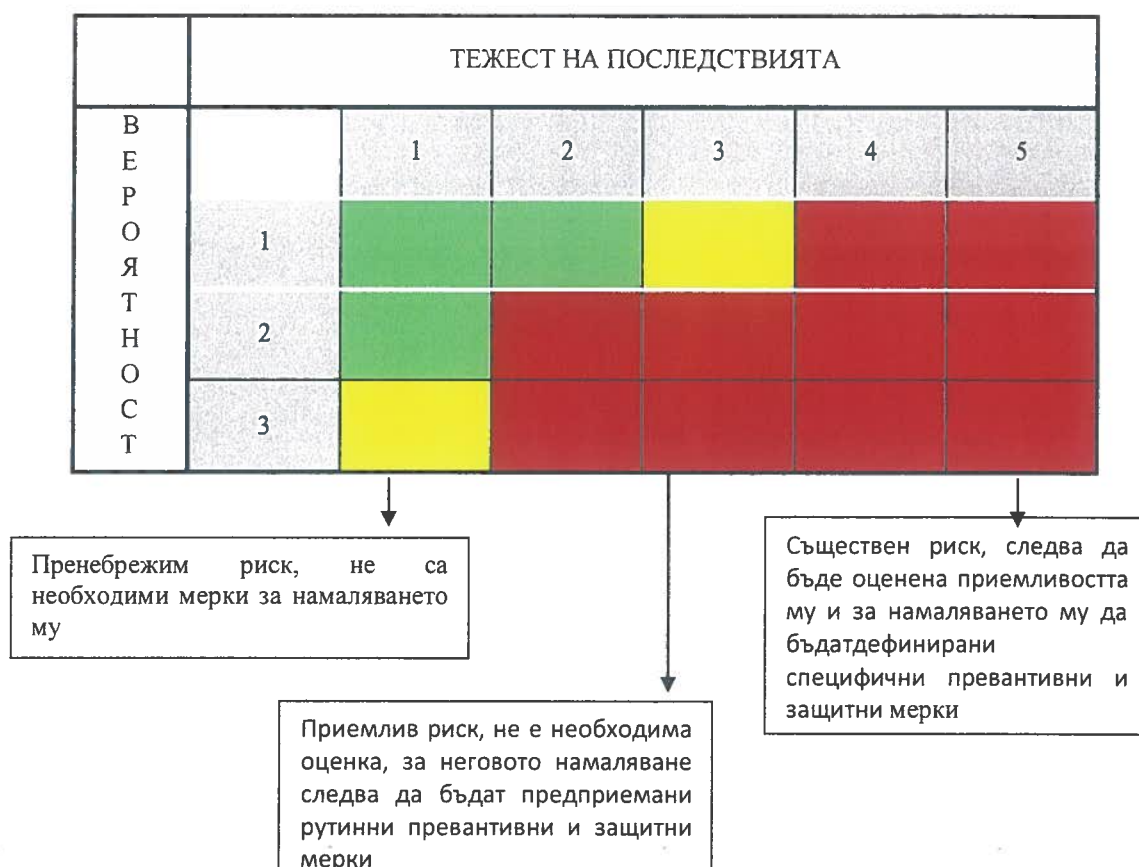 ТЕЖЕСТ НА ПОСЛЕДСТВИЯТА
В
Е
Р
О
Я
Т
Н
О
С
Т
1 2 3 4 5
1
2
3
Пренебрежим риск, не са
необходими мерки за намаляването
му
Съществен риск, следва да
бъде оценена приемливостта
му и за намаляването му да
бъдатдефинирани
специфични превантивни и
защитни мерки
Приемлив риск, не е необходима
оценка, за неговото намаляване
следва да бъдат предприемани
рутинни превантивни и защитни
мерки